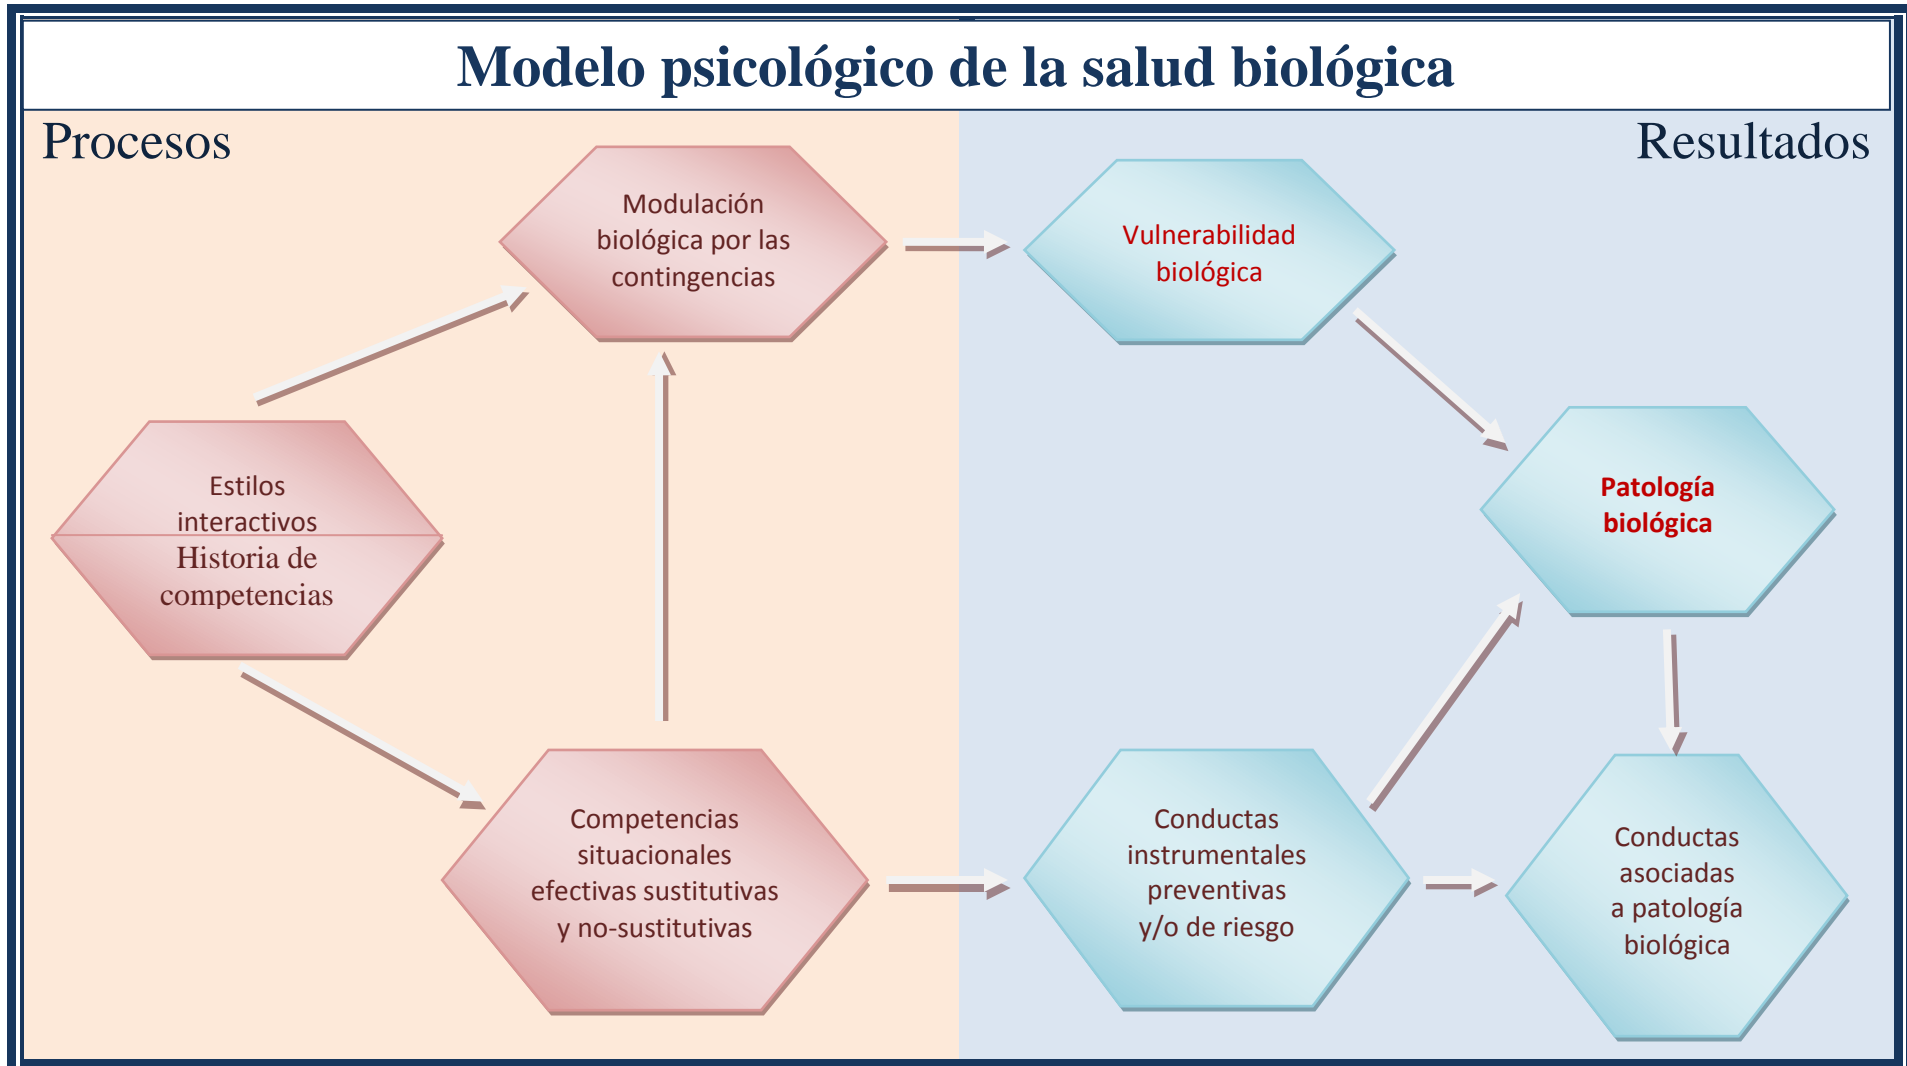 Modelo psicológico de la salud biológica
Procesos
Resultados
Modulación
biológica por las
contingencias
Vulnerabilidad
biológica
Estilos
interactivos
Historia de
competencias
Patología
biológica
Competencias
situacionales
efectivas sustitutivas
y no-sustitutivas
Conductas
instrumentales
preventivas
y/o de riesgo
Conductas
asociadas
a patología
biológica